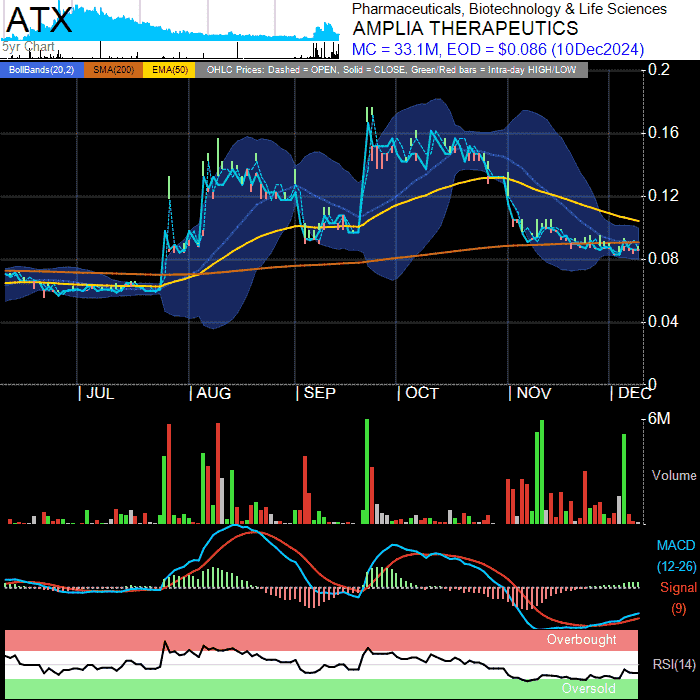 ATX
5yr Chart
Pharmaceuticals, Biotechnology & Life Sciences
AMPLIA THERAPEUTICS
MC = 33.1M, EOD = $0.086 (10Dec2024)
BollBands(20,2) SMA(200) EMA(50) OHLC Prices: Dashed = OPEN, Solid = CLOSE, Green/Red bars = Intra-day HIGH/LOW
0.2
0.16
0.12
0.08
0.04
0
| JUL | AUG | SEP | OCT | NOV | DEC
6M
Volume
MACD
(12-26)
Signal
(9)
Overbought
RSI(14)
Oversold